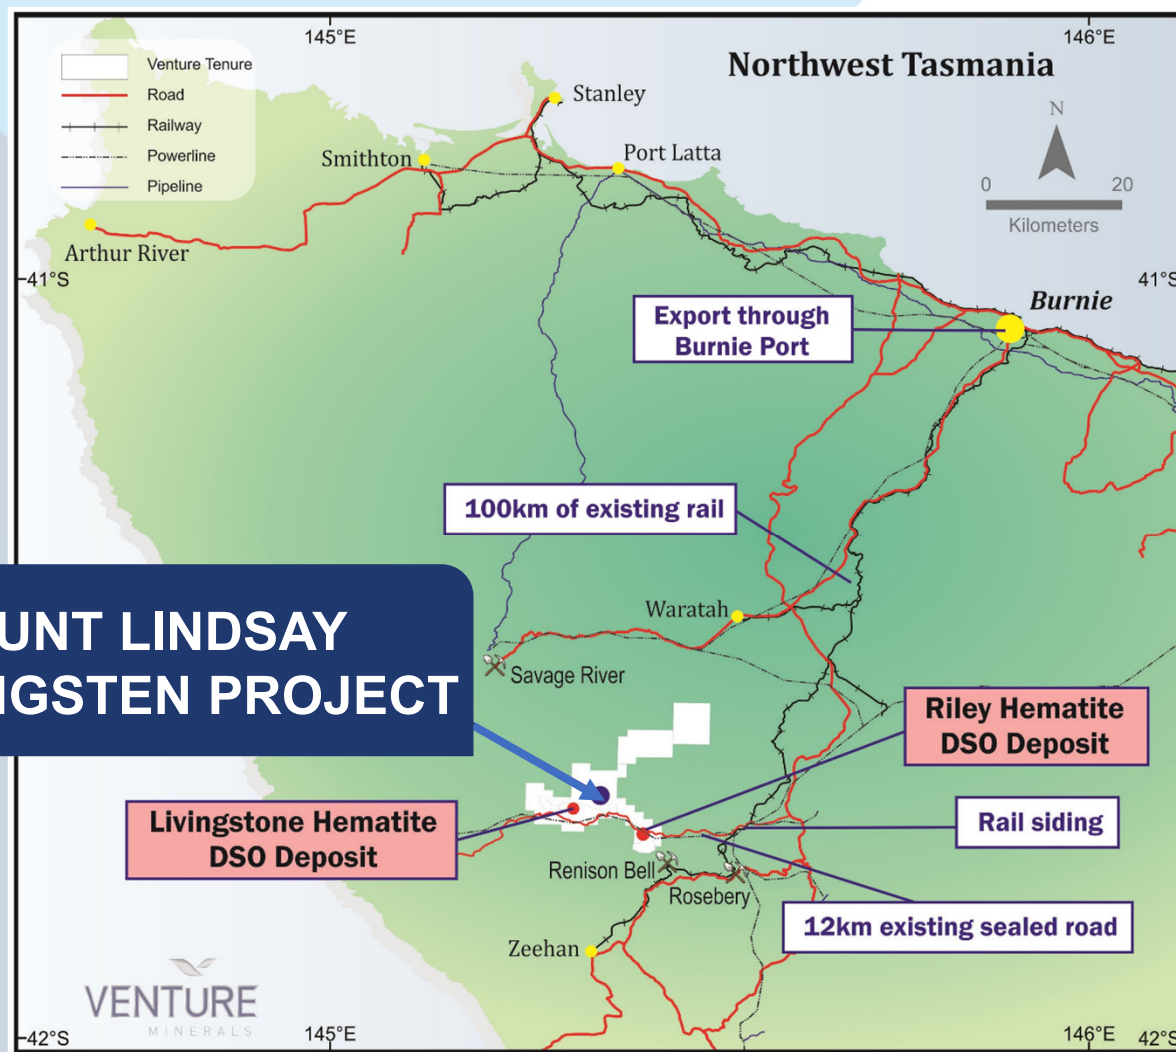 145°E
146°E
Northwest Tasmania
Venture Tenure
Road
Railway
Powerline
Pipeline
N
0 20
Kilometers
Stanley
Smithton
Port Latta
Arthur River
41°S
41°S
Burnie
Export through
Burnie Port
100km of existing rail
Waratah
UNT LINDSAY
NGSTEN PROJECT
Savage River
Riley Hematite
DSO Deposit
Livingstone Hematite
DSO Deposit
Rail siding
Renison Bell
Rosebery
12km existing sealed road
Zeehan
VENTURE
MINERALS
42°S
145°E
146°E
42°S